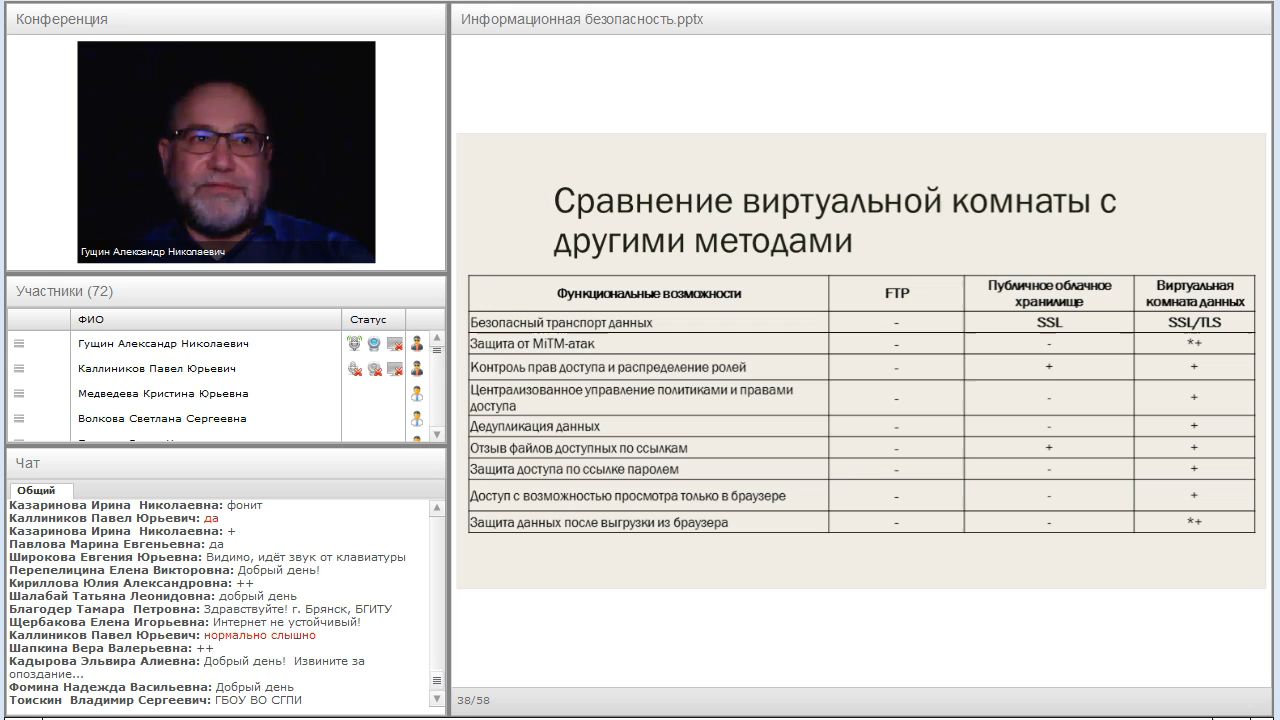 Конференция
Гущин Александр Николаевич
Участники (72)
ФИО
Статус
Гущин Александр Николаевич
Каллиников Павел Юрьевич
Медведева Кристина Юрьевна
Волкова Светлана Сергеевна
Чат
Общий
Казаринова Ирина Николаевна: фонит
Каллиников Павел Юрьевич: да
Казаринова Ирина Николаевна: +
Павлова Марина Евгеньевна: да
Широкова Евгения Юрьевна: Видимо, идёт звук от клавиатуры
Перепелицина Елена Викторовна: Добрый день!
Кириллова Юлия Александровна: ++
Шалабай Татьяна Леонидовна: добрый день
Благодер Тамара Петровна: Здравствуйте! г. Брянск, БГИТУ
Щербакова Елена Игорьевна: Интернет не устойчивый!
Каллиников Павел Юрьевич: нормально слышно
Шапкина Вера Валерьевна: ++
Кадырова Эльвира Алиевна: Добрый день! Извините за
опоздание...
Фомина Надежда Васильевна: Добрый день
Тоискин Владимир Сергеевич: ГБОУ ВО СГПИ
Информационная безопасность.pptx
Сравнение виртуальной комнаты с
другими методами
Функциональные возможности FTP Публичное облачное хранилище Виртуальная комната данных
Безопасный транспорт данных - SSL SSL/TLS
Защита от MiTM-атак - - *+
Контроль прав доступа и распределение ролей - + +
Централизованное управление политиками и правами
доступа - - +
Дедупликация данных - - +
Отзыв файлов доступных по ссылкам - + +
Защита доступа по ссылке паролем - - +
Доступ с возможностью просмотра только в браузере - - +
Защита данных после выгрузки из браузера - - *+
38/58